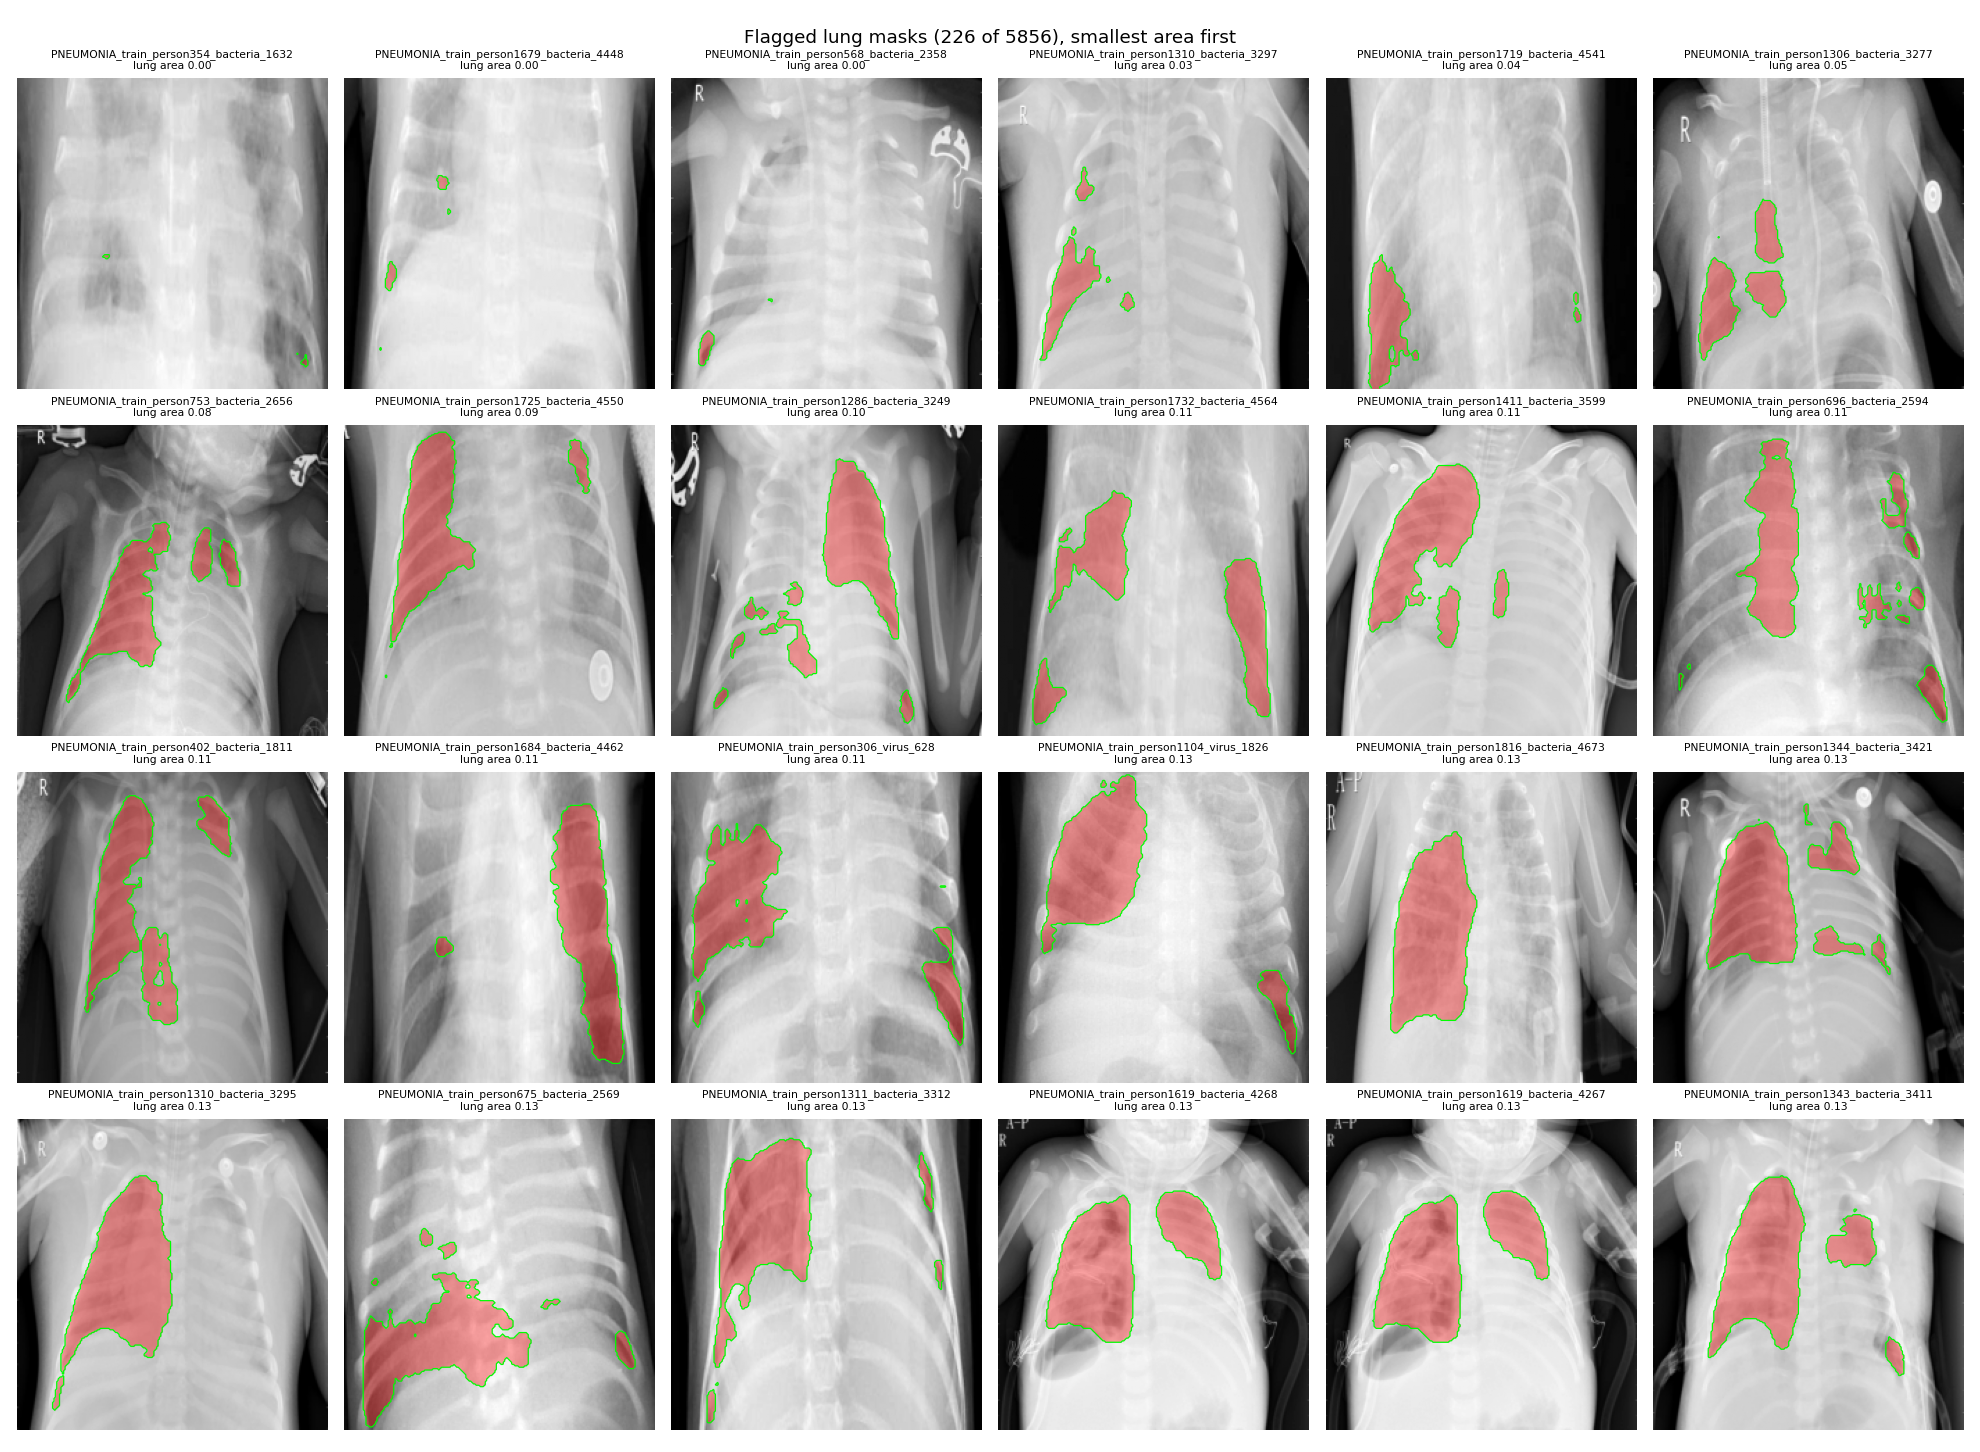 Flagged lung masks (226 of 5856), smallest area first
PNEUMONIA_train_person354_bacteria_1632
lung area 0.00
PNEUMONIA_train_person1679_bacteria_4448
lung area 0.00
PNEUMONIA_train_person568_bacteria_2358
lung area 0.00
PNEUMONIA_train_person1310_bacteria_3297
lung area 0.03
PNEUMONIA_train_person1719_bacteria_4541
lung area 0.04
PNEUMONIA_train_person1306_bacteria_3277
lung area 0.05
R
R
R
PNEUMONIA_train_person753_bacteria_2656
lung area 0.08
PNEUMONIA_train_person1725_bacteria_4550
lung area 0.09
PNEUMONIA_train_person1286_bacteria_3249
lung area 0.10
PNEUMONIA_train_person1732_bacteria_4564
lung area 0.11
PNEUMONIA_train_person1411_bacteria_3599
lung area 0.11
PNEUMONIA_train_person696_bacteria_2594
lung area 0.11
R
R
R
PNEUMONIA_train_person402_bacteria_1811
lung area 0.11
PNEUMONIA_train_person1684_bacteria_4462
lung area 0.11
PNEUMONIA_train_person306_virus_628
lung area 0.11
PNEUMONIA_train_person1104_virus_1826
lung area 0.13
PNEUMONIA_train_person1816_bacteria_4673
lung area 0.13
PNEUMONIA_train_person1344_bacteria_3421
lung area 0.13
R
A-P
R
R
PNEUMONIA_train_person1310_bacteria_3295
lung area 0.13
PNEUMONIA_train_person675_bacteria_2569
lung area 0.13
PNEUMONIA_train_person1311_bacteria_3312
lung area 0.13
PNEUMONIA_train_person1619_bacteria_4268
lung area 0.13
PNEUMONIA_train_person1619_bacteria_4267
lung area 0.13
PNEUMONIA_train_person1343_bacteria_3411
lung area 0.13
R
A-P
R
A-P
R
R